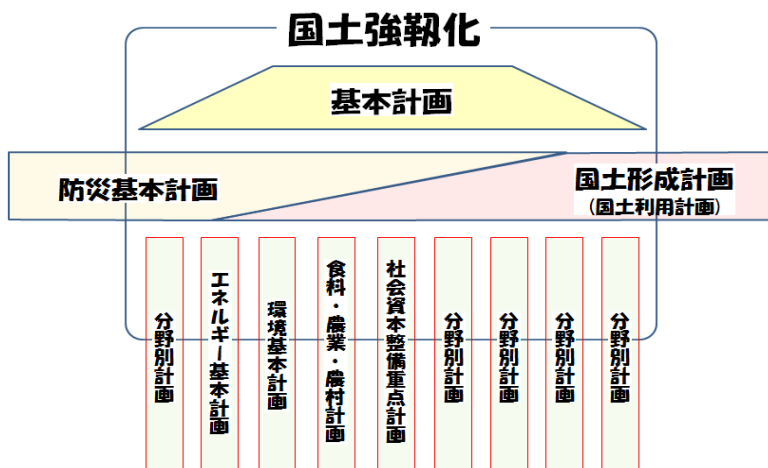 国土強靱化
基本計画
防災基本計画
国土形成計画
(国土利用計画)
分野別計画
エネルギー基本計画
環境基本計画
食料・農業・農村計画
社会資本整備重点計画
分野別計画
分野別計画
分野別計画
分野別計画